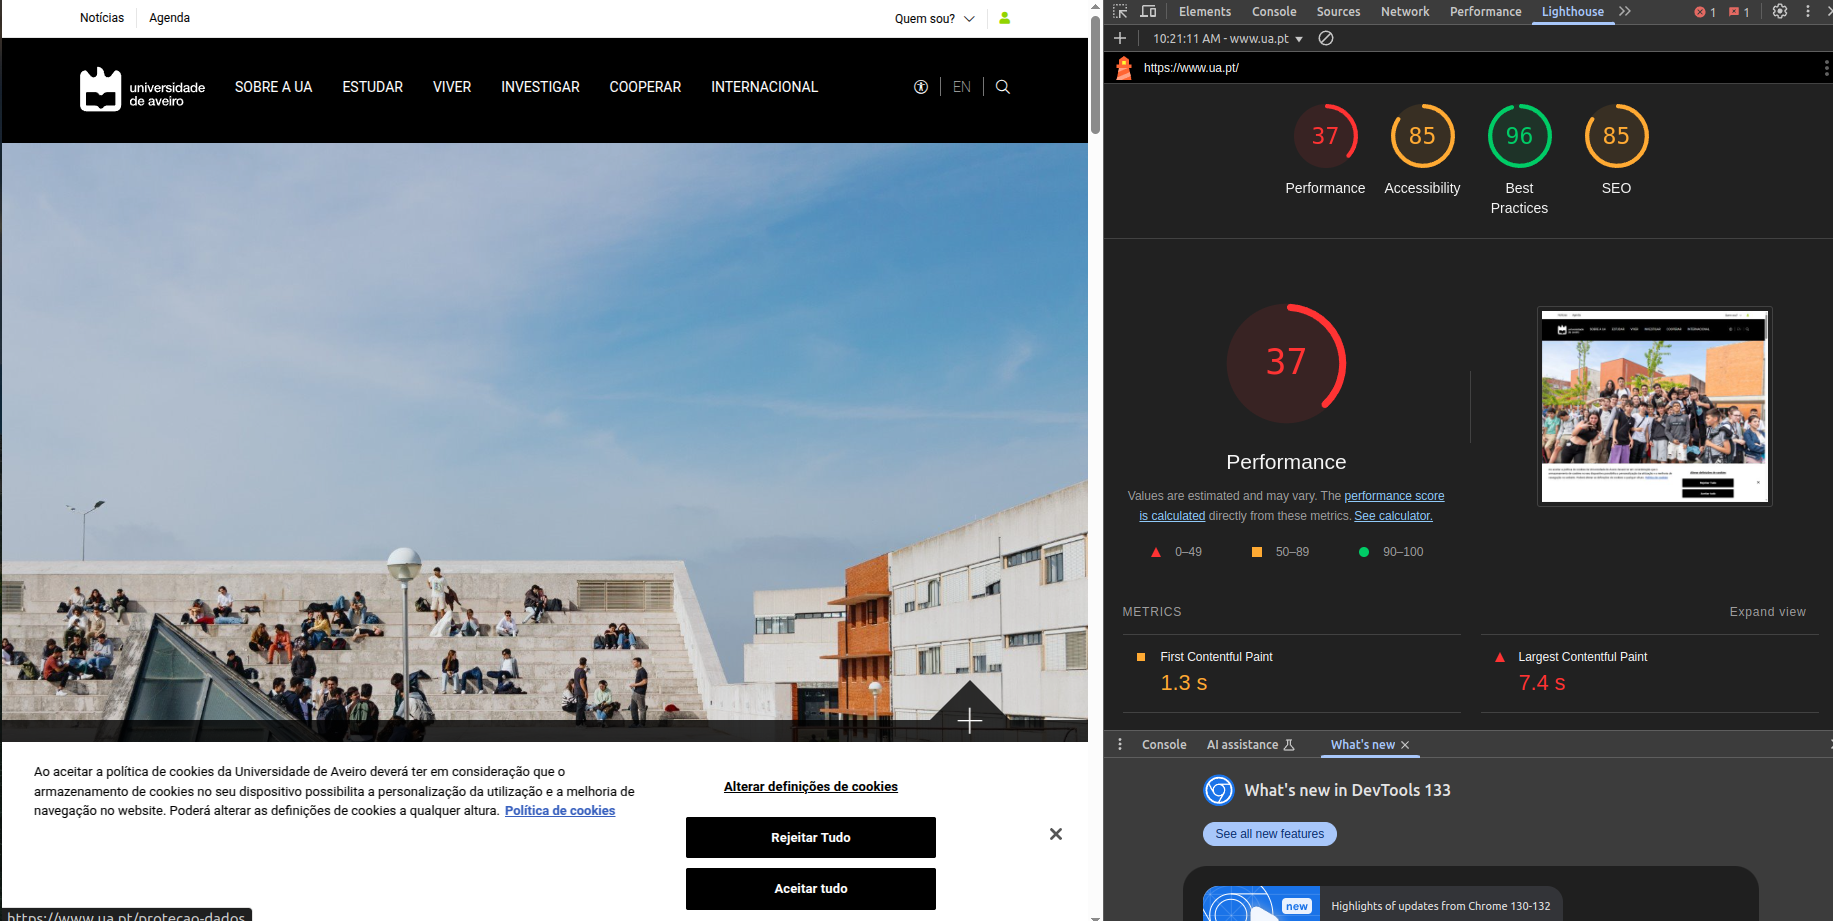 Notícias
Agenda
Quem sou?
universidade
de aveiro
SOBRE A UA
ESTUDAR
VIVER
INVESTIGAR
COOPERAR
INTERNACIONAL
EN
Ao aceitar a política de cookies da Universidade de Aveiro deverá ter em consideração que o
armazenamento de cookies no seu dispositivo possibilita a personalização da utilização e a melhoria de
navegação no website. Poderá alterar as definições de cookies a qualquer altura. Política de cookies
Alterar definições de cookies
Rejeitar Tudo
Aceitar tudo
https://www.ua.pt/protecao-dados
Elements
Console
Sources
Network
Performance
Lighthouse
1
1
10:21:11 AM - www.ua.pt
https://www.ua.pt/
37
85
96
85
Performance
Accessibility
Best
Practices
SEO
37
Performance
Values are estimated and may vary. The performance score
is calculated directly from these metrics. See calculator.
0–49
50–89
90–100
METRICS
Expand view
First Contentful Paint
1.3 s
Largest Contentful Paint
7.4 s
Console
AI assistance
What's new
What's new in DevTools 133
See all new features
new
Highlights of updates from Chrome 130-132